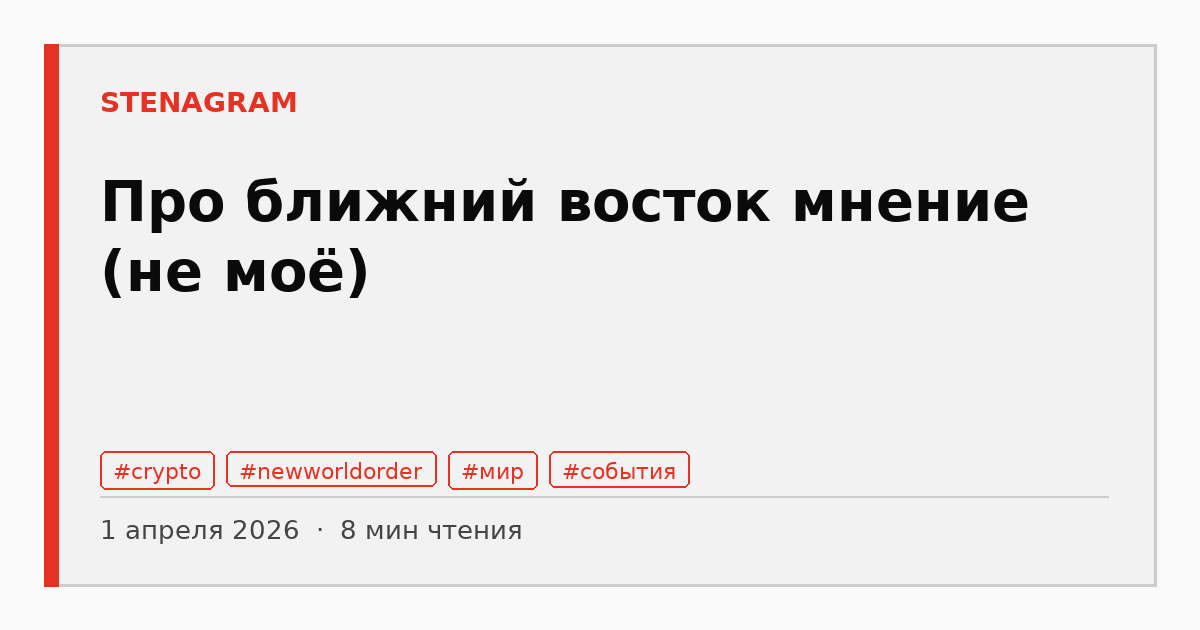 STENAGRAM
Про ближний восток мнение
(не моё)
#crypto #newworldorder #мир #события
1 апреля 2026 · 8 мин чтения